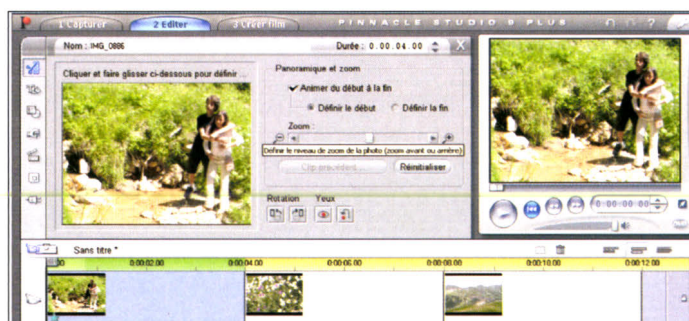 1 Capturer 2 Editer 3 Créer film PINNACLE STUDIO 9 PLUS ?
Nom : IMG_0886 Durée : 0:00:04.00 X
Cliquer et faire glisser ci-dessous pour définir ...
Panoramique et zoom
Animer du début à la fin
Définir le début Définir la fin
Zoom :
Définir le niveau de zoom de la photo (zoom avant ou arrière)
Clip précédent... Réinitialiser
Rotation Yeux
0:00:00.00
Sans titre *
0:00:02.00 0:00:04.00 0:00:06.00 0:00:08.00 0:00:10.00 0:00:12.00